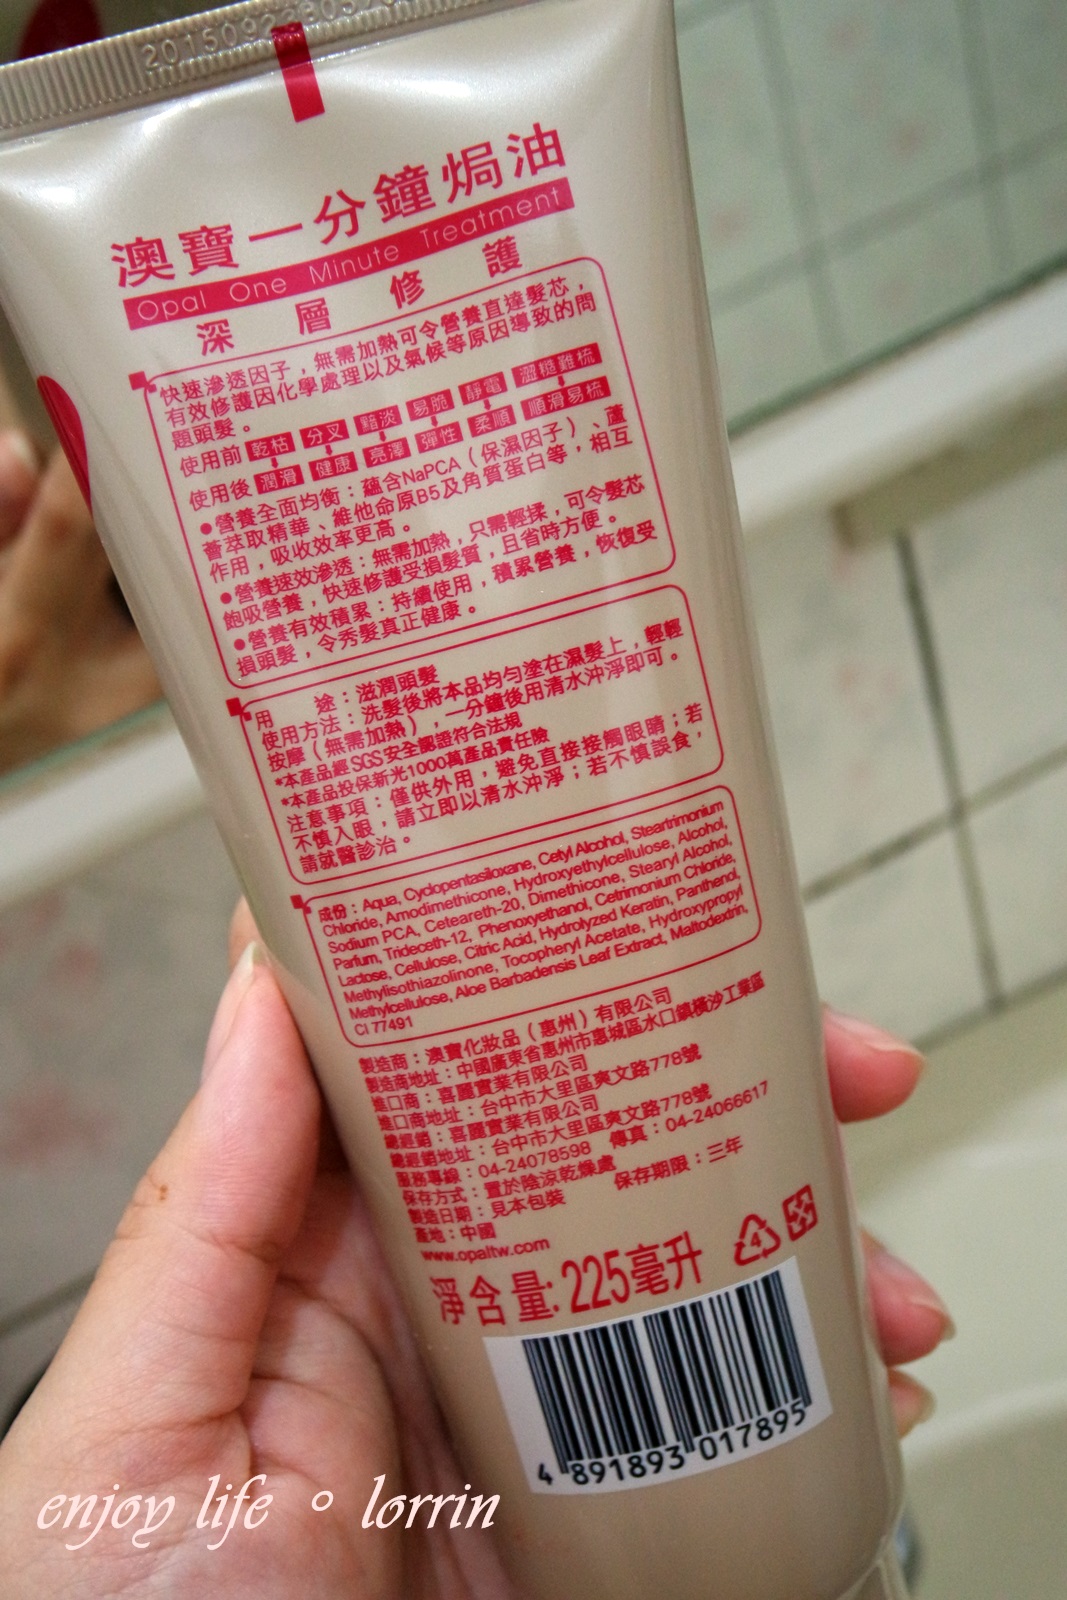 澳寶一分鐘焗油
Opal One Minute Treatment
深層修護
快速滲透因子，無需加熱可令營養直達髮芯，
有效修護因化學處理以及氣候等原因導致的問
題頭髮。
使用前 乾枯 分叉 黯淡 易脆 靜電 澀糙難梳
使用後 潤滑 健康 亮澤 彈性 柔順 順滑易梳
●營養全面均衡：蘊含NaPCA（保濕因子）、蘆
薈萃取精華、維他命原B5及角質蛋白等，相互
作用，吸收效率更高。
●營養速效滲透：無需加熱，只需輕揉，可令髮芯
飽吸營養，快速修護受損髮質，且省時方便。
●營養有效積累：持續使用，積累營養，恢復受
損頭髮，令秀髮真正健康。
用途：滋潤頭髮
使用方法：洗髮後將本品均勻塗在濕髮上，輕輕
按摩（無需加熱），一分鐘後用清水沖淨即可。
*本產品經SGS安全認證符合法規
*本產品投保新光1000萬產品責任險
注意事項：僅供外用，避免直接接觸眼睛；若
不慎入眼，請立即以清水沖淨；若不慎誤食，
請就醫診治。
成份：Aqua, Cyclopentasiloxane, Cetyl Alcohol, Steartrimonium
Chloride, Amodimethicone, Hydroxyethylcellulose, Alcohol,
Sodium PCA, Ceteareth-20, Dimethicone, Stearyl Alcohol,
Parfum, Trideceth-12, Phenoxyethanol, Cetrimonium Chloride,
Lactose, Cellulose, Citric Acid, Hydrolyzed Keratin, Panthenol,
Methylisothiazolinone, Tocopheryl Acetate, Hydroxypropyl
Methylcellulose, Aloe Barbadensis Leaf Extract, Maltodextrin,
CI 77491
製造商：澳寶化妝品（惠州）有限公司
製造商地址：中國廣東省惠州市惠城區水口鎮橫沙工業區
進口商：喜麗實業有限公司
進口商地址：台中市大里區爽文路778號
總經銷：喜麗實業有限公司
總經銷地址：台中市大里區爽文路778號
服務專線：04-24078598 傳真：04-24066617
保存方式：置於陰涼乾燥處
製造日期：見本包裝 保存期限：三年
產地：中國
www.opaltw.com
淨含量:225毫升
4
4 891893 017895
enjoy life ° lorrin